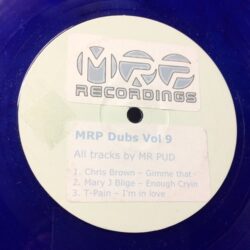 MRP
RECORDINGS
MRP Dubs Vol 9
All tracks by MR PUD
1. Chris Brown – Gimme that
2. Mary J Blige – Enough Cryin
3. T-Pain – I'm in love